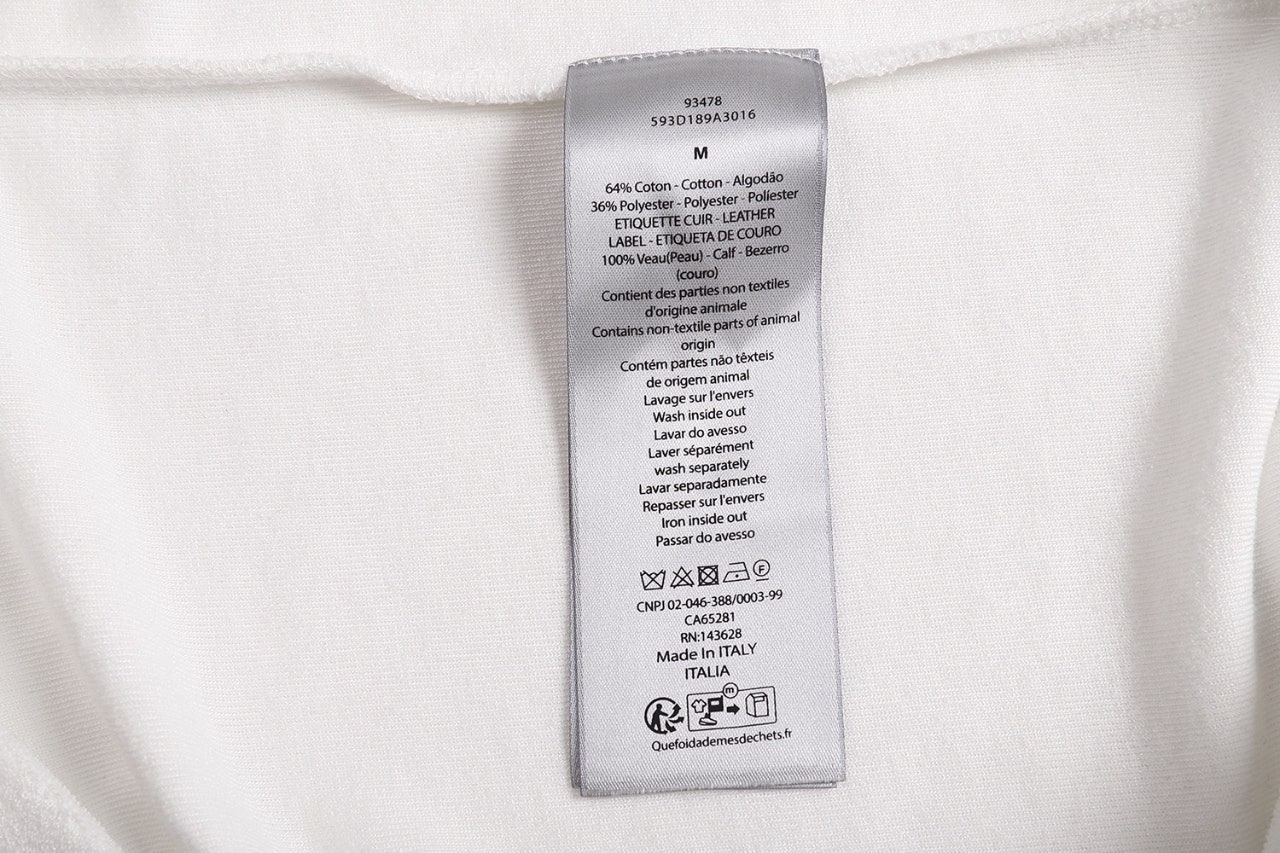 93478
593D189A3016
M
64% Coton - Cotton - Algodão
36% Polyester - Polyester - Políester
ETIQUETTE CUIR - LEATHER
LABEL - ETIQUETA DE COURO
100% Veau(Peau) - Calf - Bezerro
(couro)
Contient des parties non textiles
d'origine animale
Contains non-textile parts of animal
origin
Contém partes não têxteis
de origem animal
Lavage sur l'envers
Wash inside out
Lavar do avesso
Laver séparément
wash separately
Lavar separadamente
Repasser sur l'envers
Iron inside out
Passar do avesso
F
CNPJ 02-046-388/0003-99
CA65281
RN:143628
Made In ITALY
ITALIA
m
Quefoidademesdechets.fr